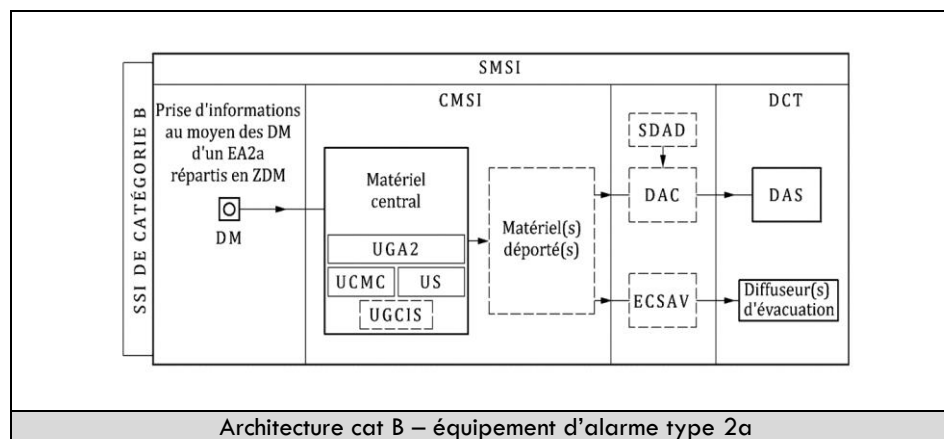 SSI DE CATÉGORIE B
SMSI
Prise d'informations
au moyen des DM
d'un EA2a
répartis en ZDM
DM
CMSI
Matériel
central
UGA2
UCMC
US
UGCIS
Matériel(s)
déporté(s)
SDAD
DAC
ECSAV
DCT
DAS
Diffuseur(s)
d'évacuation
Architecture cat B – équipement d'alarme type 2a